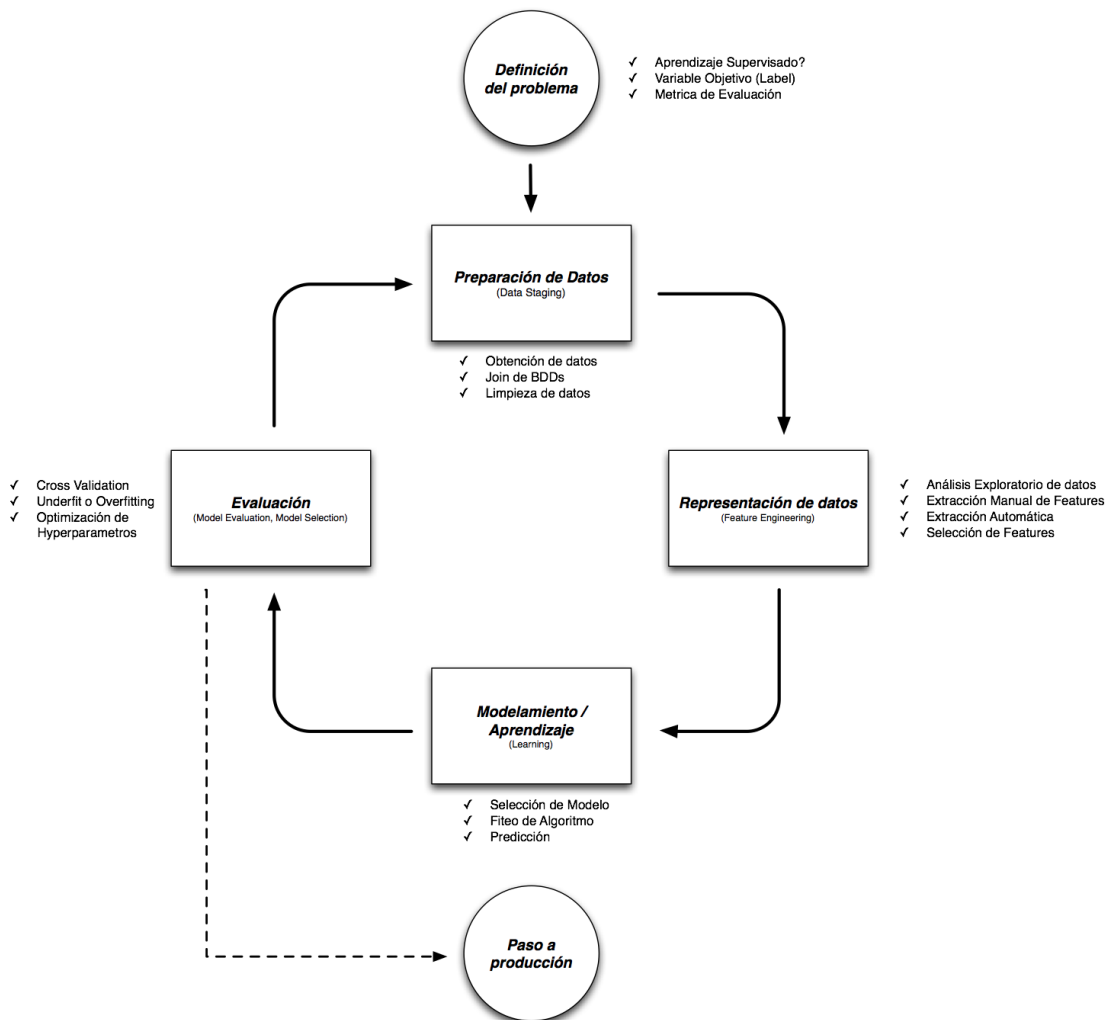 Definición
del problema
✓ Aprendizaje Supervisado?
✓ Variable Objetivo (Label)
✓ Metrica de Evaluación
Preparación de Datos
(Data Staging)
✓ Obtención de datos
✓ Join de BDDs
✓ Limpieza de datos
✓ Cross Validation
✓ Underfit o Overfitting
✓ Optimización de
Hyperparametros
Evaluación
(Model Evaluation, Model Selection)
Representación de datos
(Feature Engineering)
✓ Análisis Exploratorio de datos
✓ Extracción Manual de Features
✓ Extracción Automática
✓ Selección de Features
Modelamiento /
Aprendizaje
(Learning)
✓ Selección de Modelo
✓ Fiteo de Algoritmo
✓ Predicción
Paso a
producción